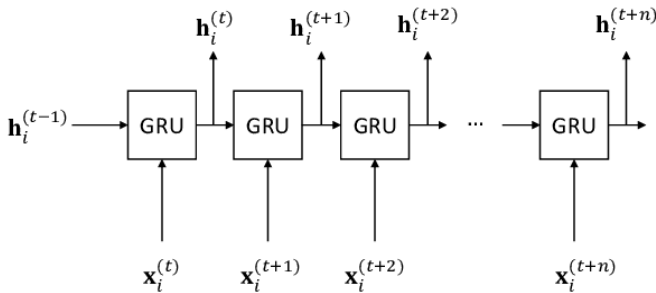 h_i^(t) h_i^(t+1) h_i^(t+2) h_i^(t+n)
h_i^(t−1) GRU GRU GRU ... GRU
x_i^(t) x_i^(t+1) x_i^(t+2) x_i^(t+n)